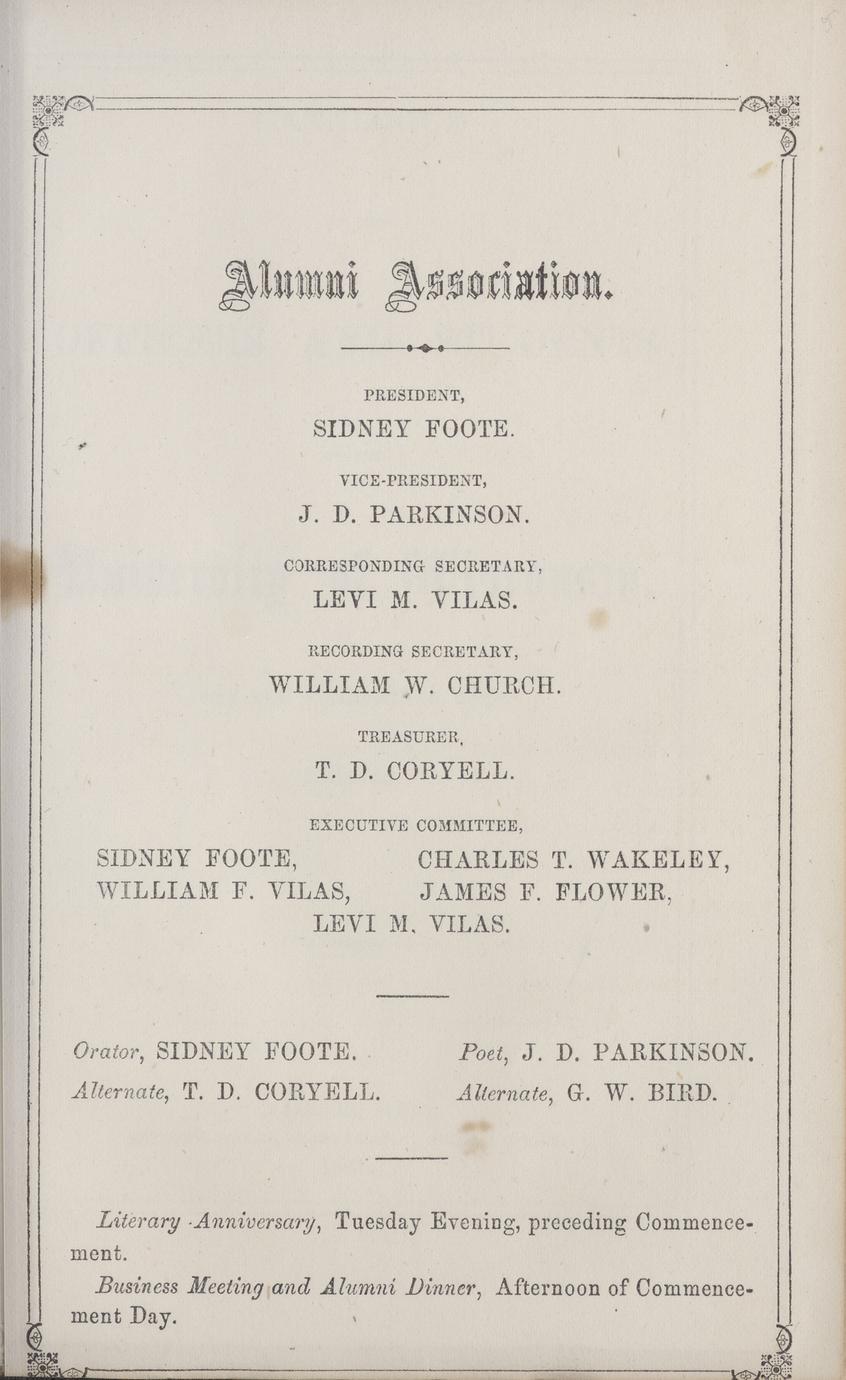 Alumni Association.
PRESIDENT,
SIDNEY FOOTE.
VICE-PRESIDENT,
J. D. PARKINSON.
CORRESPONDING SECRETARY,
LEVI M. VILAS.
RECORDING SECRETARY,
WILLIAM W. CHURCH.
TREASURER,
T. D. CORYELL.
EXECUTIVE COMMITTEE,
SIDNEY FOOTE, CHARLES T. WAKELEY,
WILLIAM F. VILAS, JAMES F. FLOWER,
LEVI M. VILAS.
Orator, SIDNEY FOOTE. Poet, J. D. PARKINSON.
Alternate, T. D. CORYELL. Alternate, G. W. BIRD.
Literary Anniversary, Tuesday Evening, preceding Commence-
ment.
Business Meeting and Alumni Dinner, Afternoon of Commence-
ment Day.